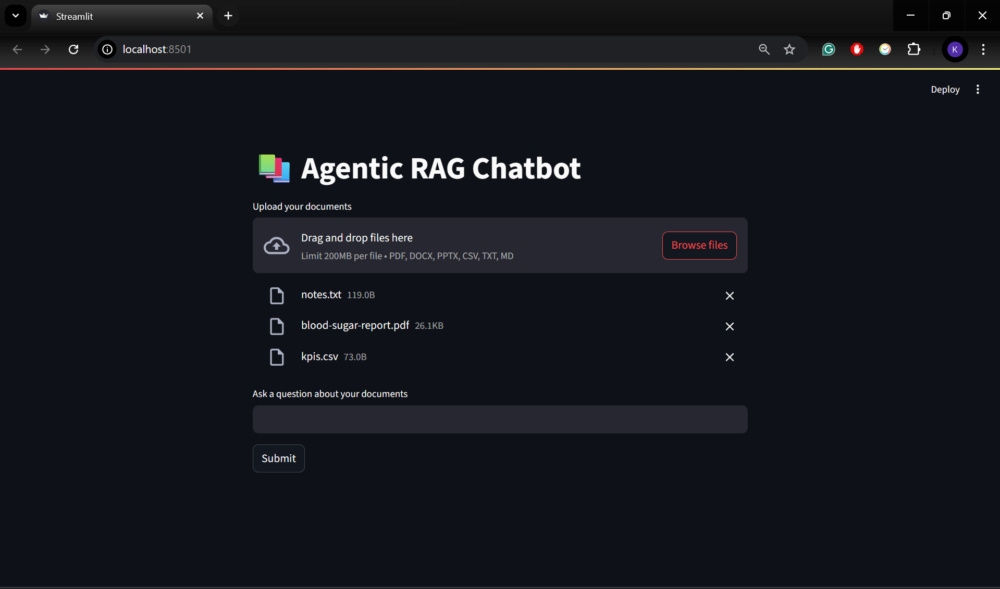 Streamlit
localhost:8501
K
Deploy
Agentic RAG Chatbot
Upload your documents
Drag and drop files here
Limit 200MB per file • PDF, DOCX, PPTX, CSV, TXT, MD
Browse files
notes.txt 119.0B
blood-sugar-report.pdf 26.1KB
kpis.csv 73.0B
Ask a question about your documents
Submit